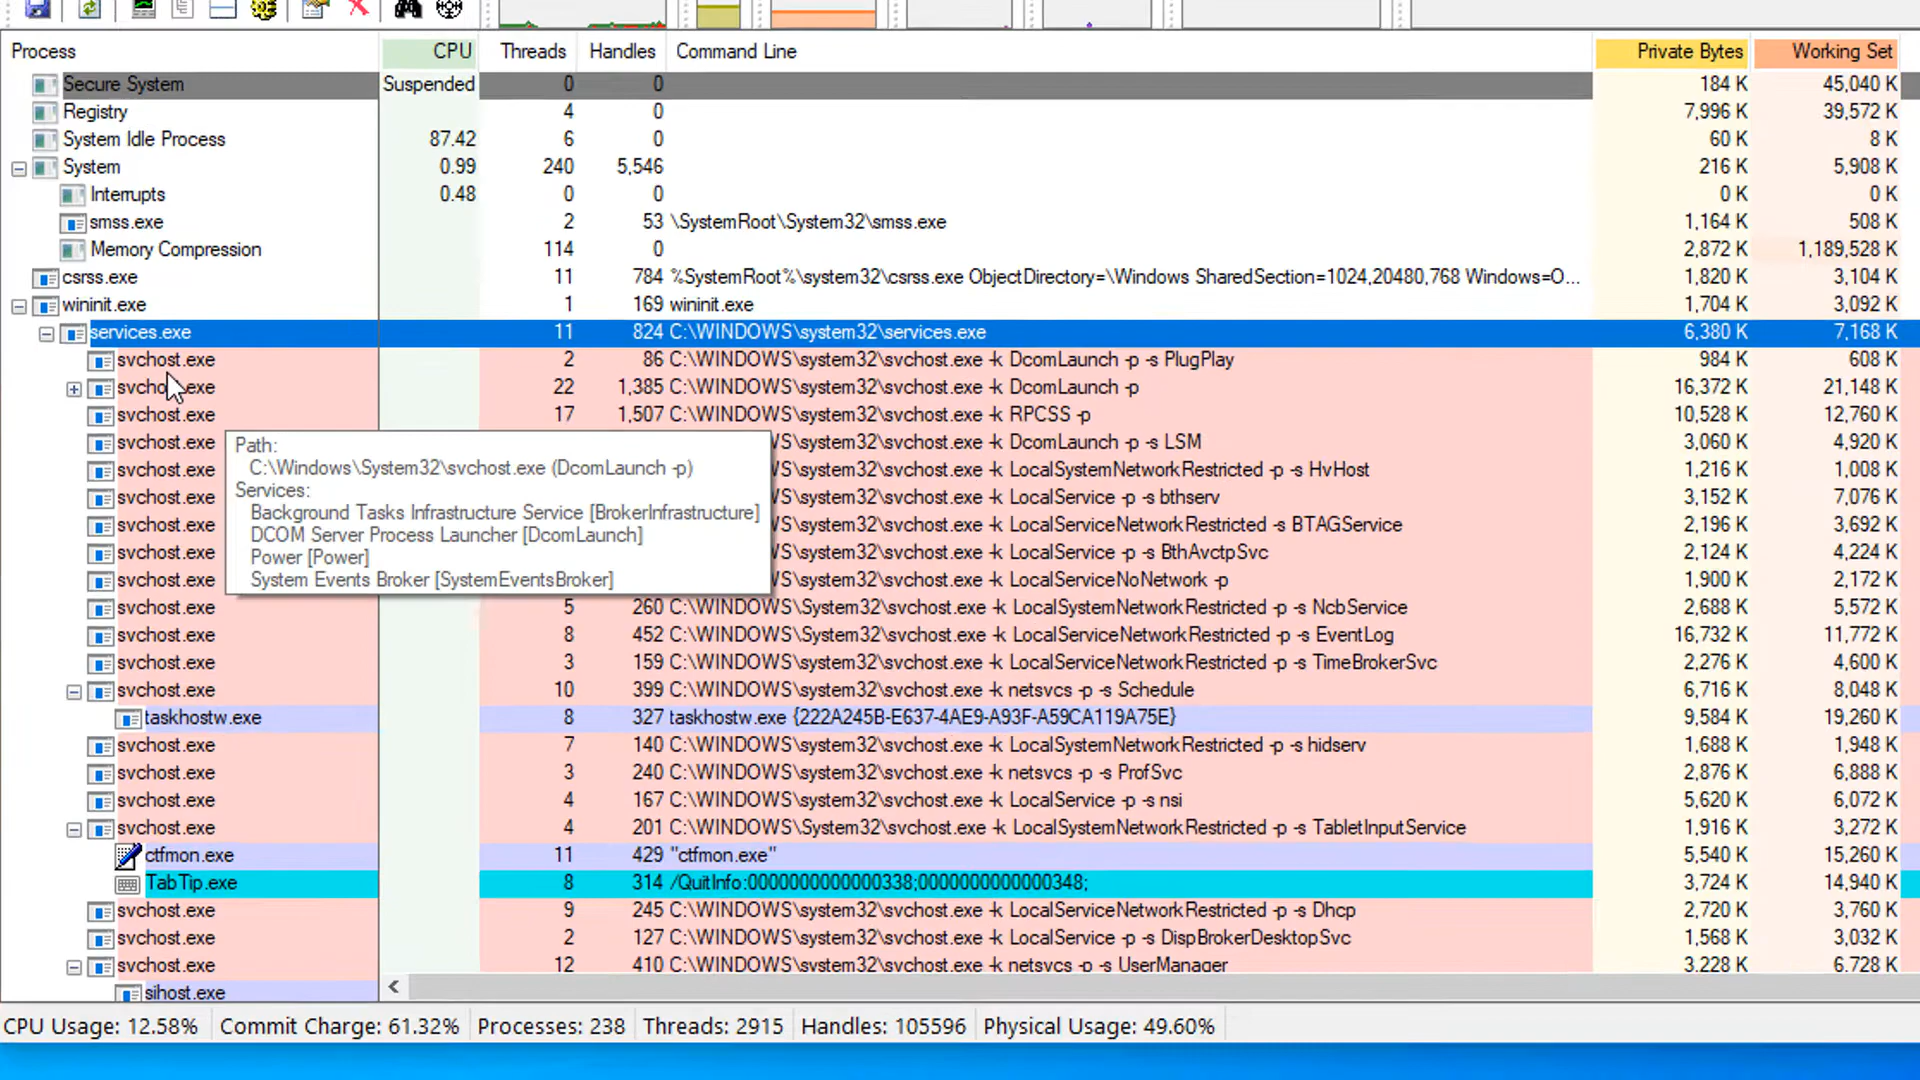 Process CPU Threads Handles Command Line Private Bytes Working Set
Secure System Suspended 0 0 184 K 45,040 K
Registry 4 0 7,996 K 39,572 K
System Idle Process 87.42 6 0 60 K 8 K
System 0.99 240 5,546 216 K 5,908 K
Interrupts 0.48 0 0 0 K 0 K
smss.exe 2 53 \SystemRoot\System32\smss.exe 1,164 K 508 K
Memory Compression 114 0 2,872 K 1,189,528 K
csrss.exe 11 784 %SystemRoot%\system32\csrss.exe ObjectDirectory=\Windows SharedSection=1024,20480,768 Windows=O... 1,820 K 3,104 K
wininit.exe 1 169 wininit.exe 1,704 K 3,092 K
services.exe 11 824 C:\WINDOWS\system32\services.exe 6,380 K 7,168 K
svchost.exe 2 86 C:\WINDOWS\system32\svchost.exe -k DcomLaunch -p -s PlugPlay 984 K 608 K
svchost.exe 22 1,385 C:\WINDOWS\system32\svchost.exe -k DcomLaunch -p 16,372 K 21,148 K
svchost.exe 17 1,507 C:\WINDOWS\system32\svchost.exe -k RPCSS -p 10,528 K 12,760 K
svchost.exe S\system32\svchost.exe -k DcomLaunch -p -s LSM 3,060 K 4,920 K
svchost.exe S\system32\svchost.exe -k LocalSystemNetworkRestricted -p -s HvHost 1,216 K 1,008 K
svchost.exe S\system32\svchost.exe -k LocalService -p -s bthserv 3,152 K 7,076 K
svchost.exe S\system32\svchost.exe -k LocalServiceNetworkRestricted -s BTAGService 2,196 K 3,692 K
svchost.exe S\system32\svchost.exe -k LocalService -p -s BthAvctpSvc 2,124 K 4,224 K
svchost.exe S\system32\svchost.exe -k LocalServiceNoNetwork -p 1,900 K 2,172 K
Path:
C:\Windows\System32\svchost.exe (DcomLaunch -p)
Services:
Background Tasks Infrastructure Service [BrokerInfrastructure]
DCOM Server Process Launcher [DcomLaunch]
Power [Power]
System Events Broker [SystemEventsBroker]
svchost.exe 5 260 C:\WINDOWS\System32\svchost.exe -k LocalSystemNetworkRestricted -p -s NcbService 2,688 K 5,572 K
svchost.exe 8 452 C:\WINDOWS\System32\svchost.exe -k LocalServiceNetworkRestricted -p -s EventLog 16,732 K 11,772 K
svchost.exe 3 159 C:\WINDOWS\system32\svchost.exe -k LocalServiceNetworkRestricted -p -s TimeBrokerSvc 2,276 K 4,600 K
svchost.exe 10 399 C:\WINDOWS\system32\svchost.exe -k netsvcs -p -s Schedule 6,716 K 8,048 K
taskhostw.exe 8 327 taskhostw.exe {222A245B-E637-4AE9-A93F-A59CA119A75E} 9,584 K 19,260 K
svchost.exe 7 140 C:\WINDOWS\system32\svchost.exe -k LocalSystemNetworkRestricted -p -s hidserv 1,688 K 1,948 K
svchost.exe 3 240 C:\WINDOWS\system32\svchost.exe -k netsvcs -p -s ProfSvc 2,876 K 6,888 K
svchost.exe 4 167 C:\WINDOWS\system32\svchost.exe -k LocalService -p -s nsi 5,620 K 6,072 K
svchost.exe 4 201 C:\WINDOWS\System32\svchost.exe -k LocalSystemNetworkRestricted -p -s TabletInputService 1,916 K 3,272 K
ctfmon.exe 11 429 "ctfmon.exe" 5,540 K 15,260 K
TabTip.exe 8 314 /QuitInfo:0000000000000338;0000000000000348; 3,724 K 14,940 K
svchost.exe 9 245 C:\WINDOWS\system32\svchost.exe -k LocalServiceNetworkRestricted -p -s Dhcp 2,720 K 3,760 K
svchost.exe 2 127 C:\WINDOWS\system32\svchost.exe -k LocalService -p -s DispBrokerDesktopSvc 1,568 K 3,032 K
svchost.exe 12 410 C:\WINDOWS\system32\svchost.exe -k netsvcs -p -s UserManager 3,228 K 6,728 K
sihost.exe
CPU Usage: 12.58% Commit Charge: 61.32% Processes: 238 Threads: 2915 Handles: 105596 Physical Usage: 49.60%